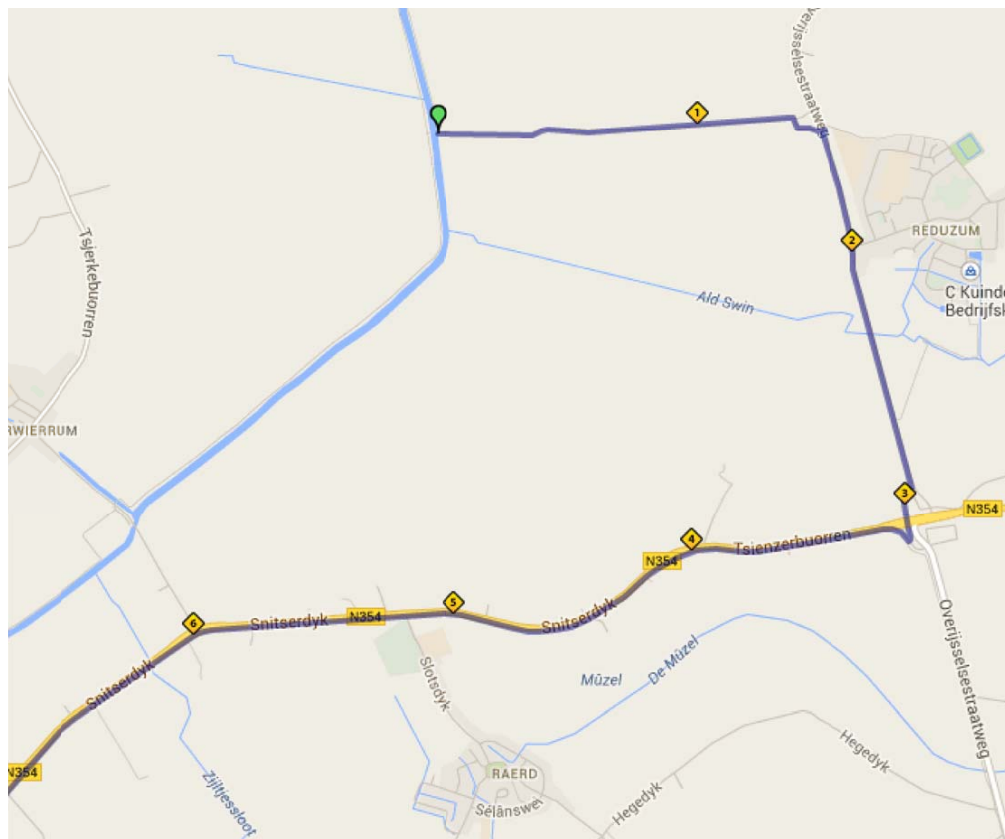 Overijsselsestraatweg
1
Tsjerkebuorren
2
REDUZUM
C Kuinde
Bedrijfsk
Ald Swin
RWIERRUM
3
N354
4
Tsienzerbuorren
N354
5
N354
Snitserdyk
Snitserdyk
6
Snitserdyk
Overijsselsestraatweg
Slotsdyk
Mûzel
De Mûzel
N354
Zijltjessloot
RAERD
Hegedyk
Hegedyk
Sélânswei